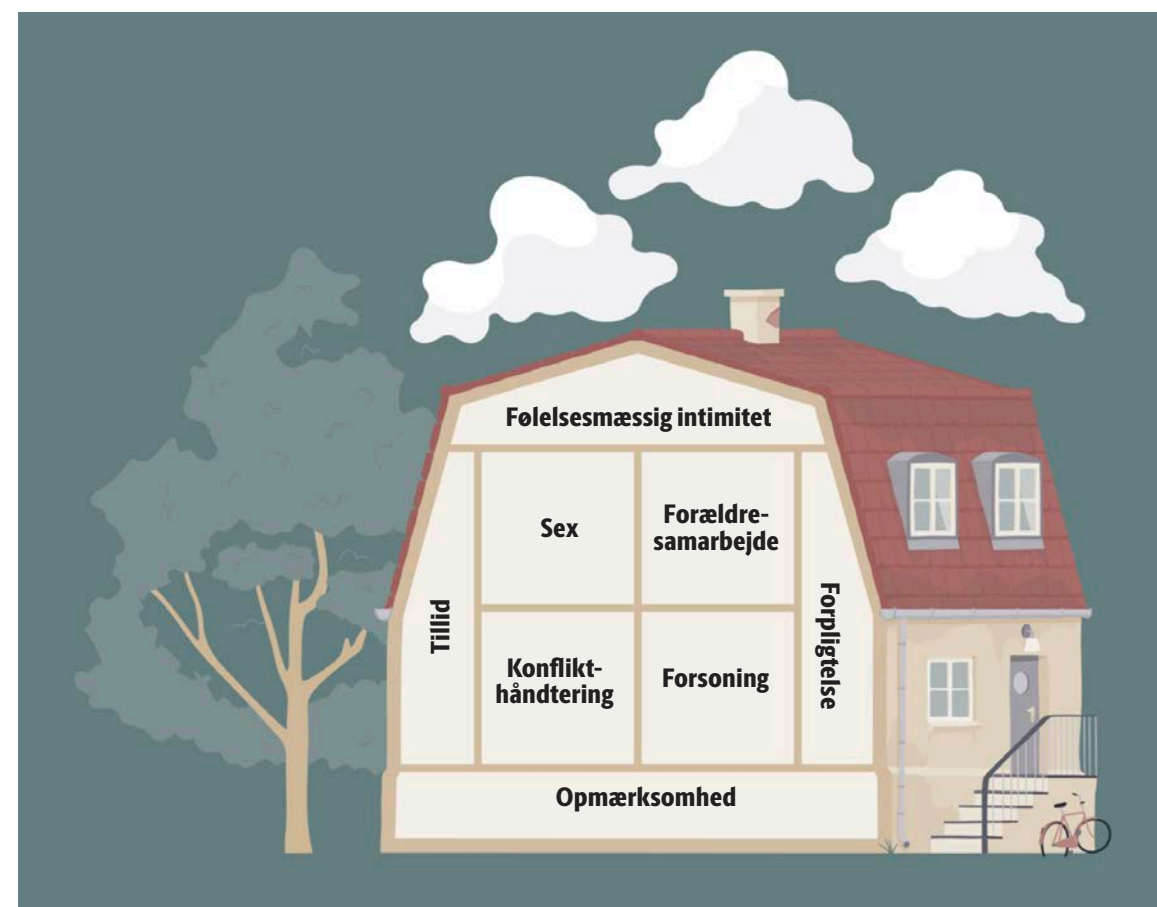 Følelsesmæssig intimitet
Sex
Forældre-
samarbejde
Tillid
Forpligtelse
Konflikt-
håndtering
Forsoning
Opmærksomhed